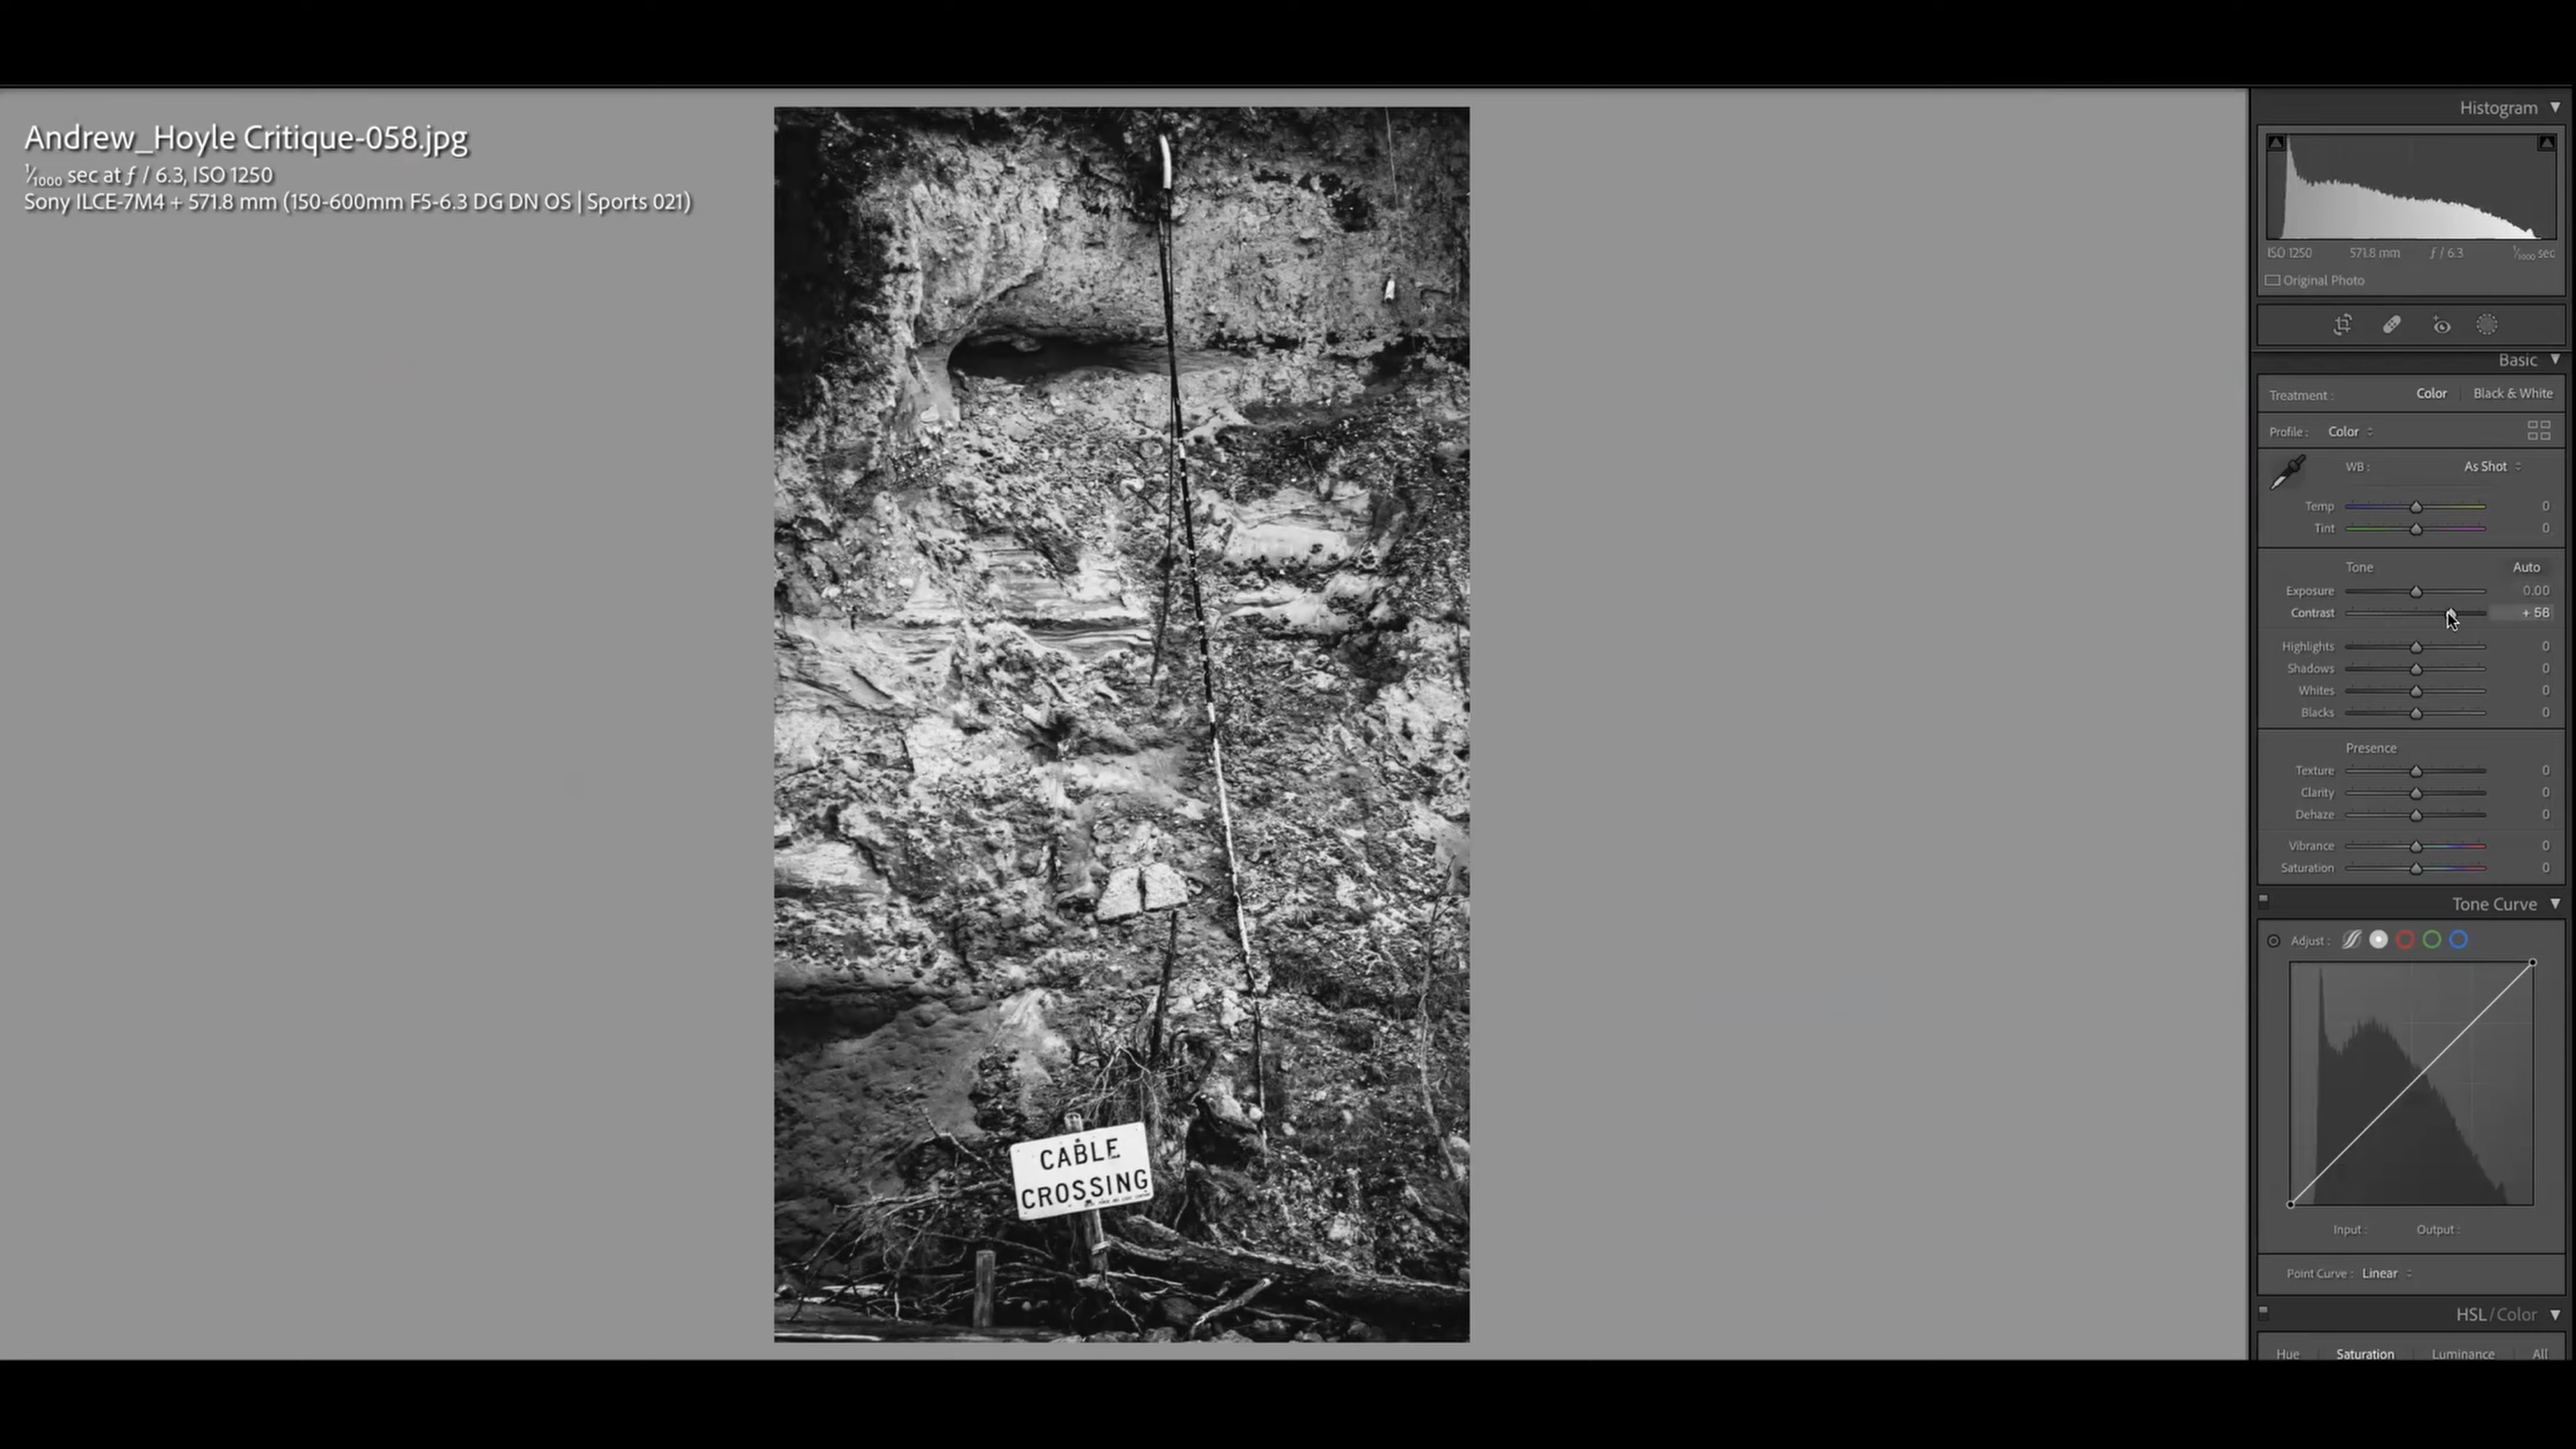 Andrew_Hoyle Critique-058.jpg
1/1000 sec at ƒ / 6.3, ISO 1250
Sony ILCE-7M4 + 571.8 mm (150-600mm F5-6.3 DG DN OS | Sports 021)
CABLE
CROSSING
Histogram
ISO 1250 571.8 mm ƒ / 6.3 1/1000 sec
Original Photo
Basic
Treatment : Color Black & White
Profile : Color
WB : As Shot
Temp 0
Tint 0
Tone Auto
Exposure 0.00
Contrast + 56
Highlights 0
Shadows 0
Whites 0
Blacks 0
Presence
Texture 0
Clarity 0
Dehaze 0
Vibrance 0
Saturation 0
Tone Curve
Adjust :
Input : Output :
Point Curve : Linear
HSL / Color
Hue Saturation Luminance All